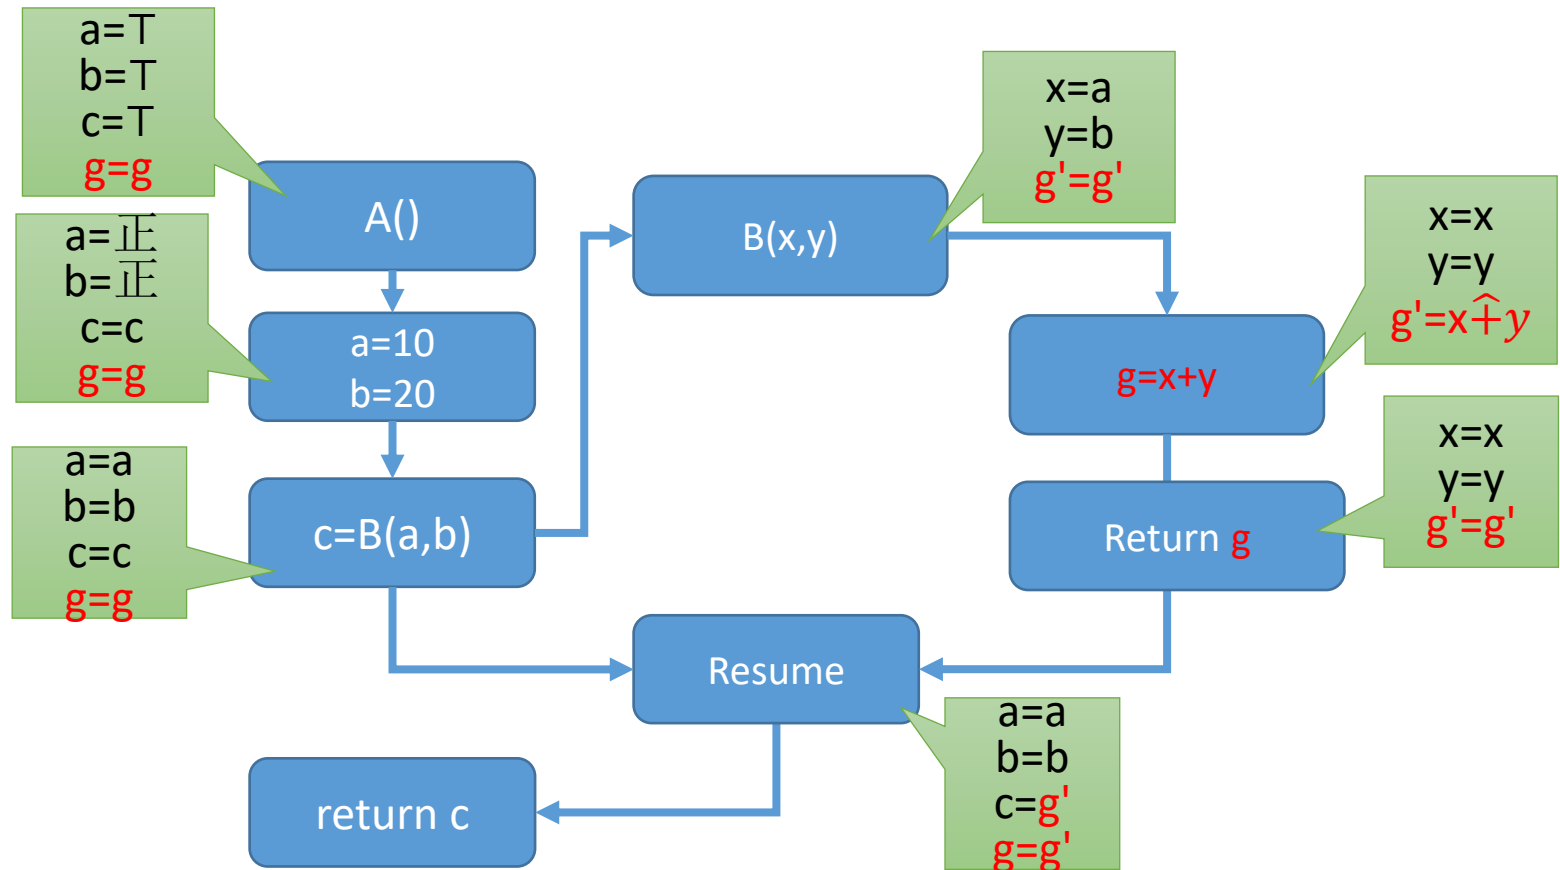 a=⊤
b=⊤
c=⊤
g=g
A()
a=正
b=正
c=c
g=g
a=10
b=20
a=a
b=b
c=c
g=g
c=B(a,b)
x=a
y=b
g'=g'
B(x,y)
x=x
y=y
g'=x+̂y
g=x+y
x=x
y=y
g'=g'
Return g
Resume
a=a
b=b
c=g'
g=g'
return c